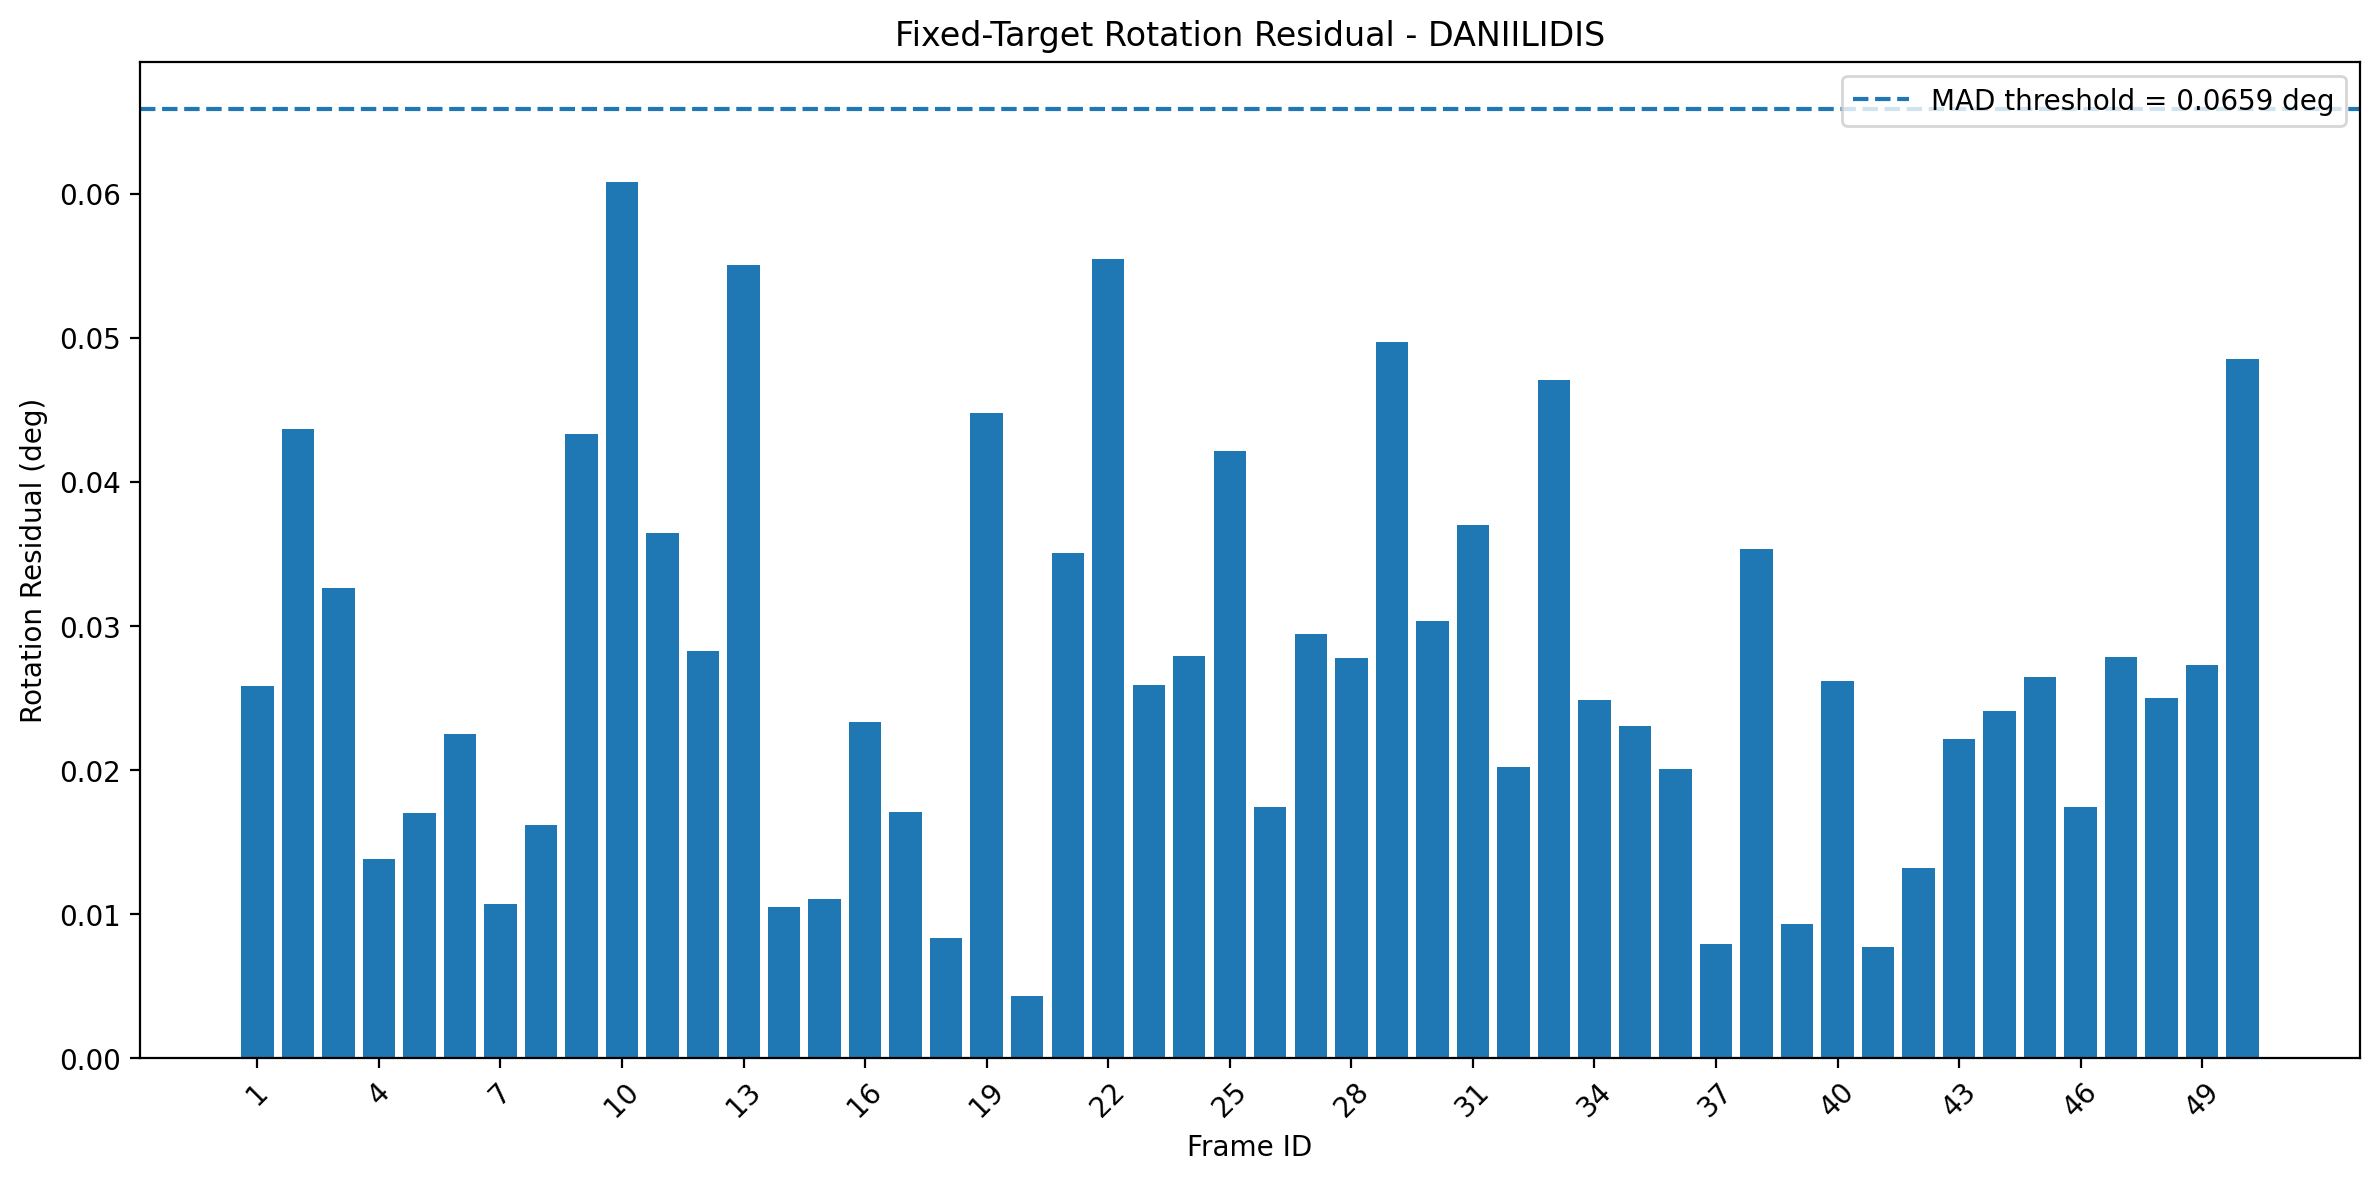 Fixed-Target Rotation Residual - DANIILIDIS
MAD threshold = 0.0659 deg
Rotation Residual (deg)
0.06
0.05
0.04
0.03
0.02
0.01
0.00
1 4 7 10 13 16 19 22 25 28 31 34 37 40 43 46 49
Frame ID